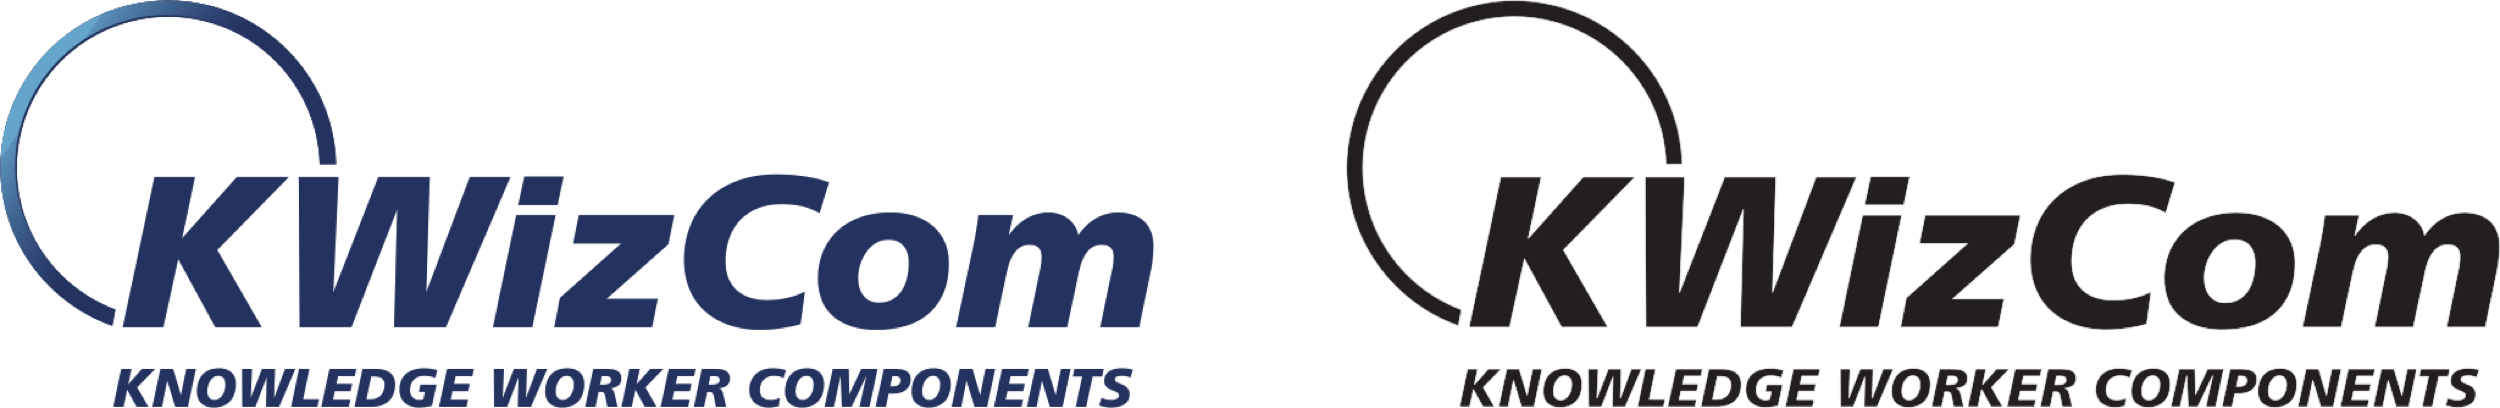 KWizCom
KNOWLEDGE WORKER COMPONENTS
KWizCom
KNOWLEDGE WORKER COMPONENTS